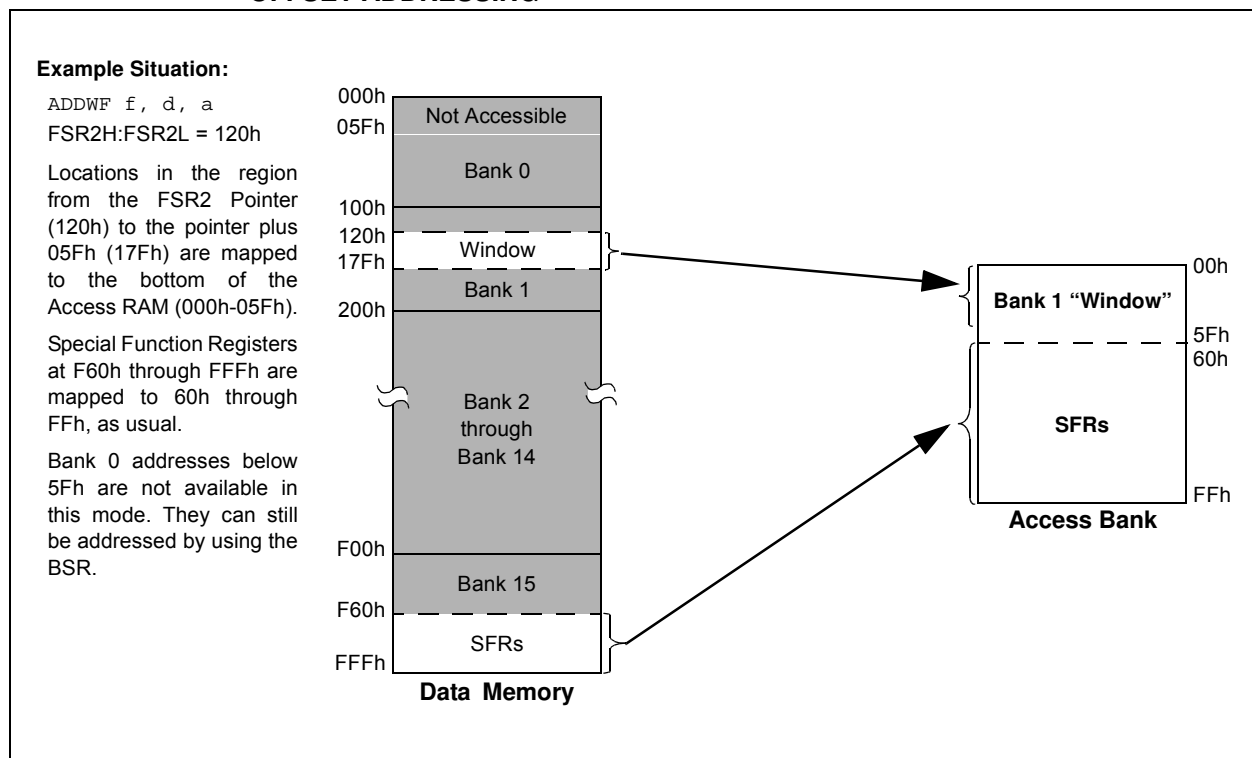 OFFSET ADDRESSING
Example Situation:
ADDWF f, d, a
FSR2H:FSR2L = 120h
Locations in the region
from the FSR2 Pointer
(120h) to the pointer plus
05Fh (17Fh) are mapped
to the bottom of the
Access RAM (000h-05Fh).
Special Function Registers
at F60h through FFFh are
mapped to 60h through
FFh, as usual.
Bank 0 addresses below
5Fh are not available in
this mode. They can still
be addressed by using the
BSR.
000h
Not Accessible
05Fh
Bank 0
100h
120h
Window
17Fh
Bank 1
200h
Bank 2
through
Bank 14
F00h
Bank 15
F60h
SFRs
FFFh
Data Memory
00h
Bank 1 “Window”
5Fh
60h
SFRs
FFh
Access Bank